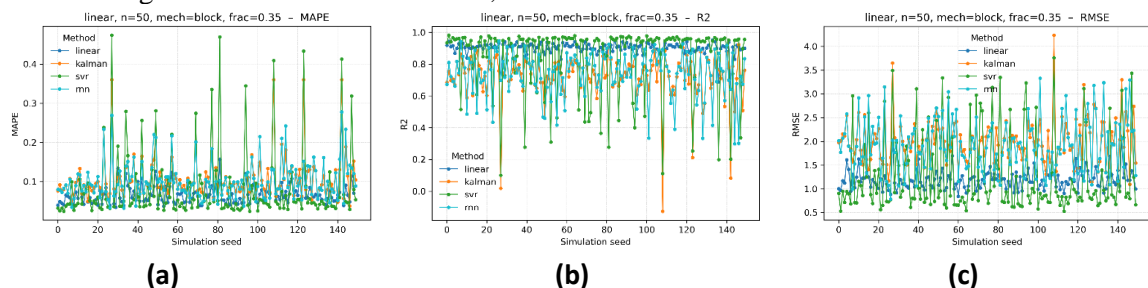 linear, n=50, mech=block, frac=0.35 – MAPE
MAPE
0.4
0.3
0.2
0.1
Method
linear
kalman
svr
rnn
0 20 40 60 80 100 120 140
Simulation seed
(a)
linear, n=50, mech=block, frac=0.35 – R2
R2
1.0
0.8
0.6
0.4
0.2
0.0
Method
linear
kalman
svr
rnn
0 20 40 60 80 100 120 140
Simulation seed
(b)
linear, n=50, mech=block, frac=0.35 – RMSE
RMSE
4.0
3.5
3.0
2.5
2.0
1.5
1.0
0.5
Method
linear
kalman
svr
rnn
0 20 40 60 80 100 120 140
Simulation seed
(c)